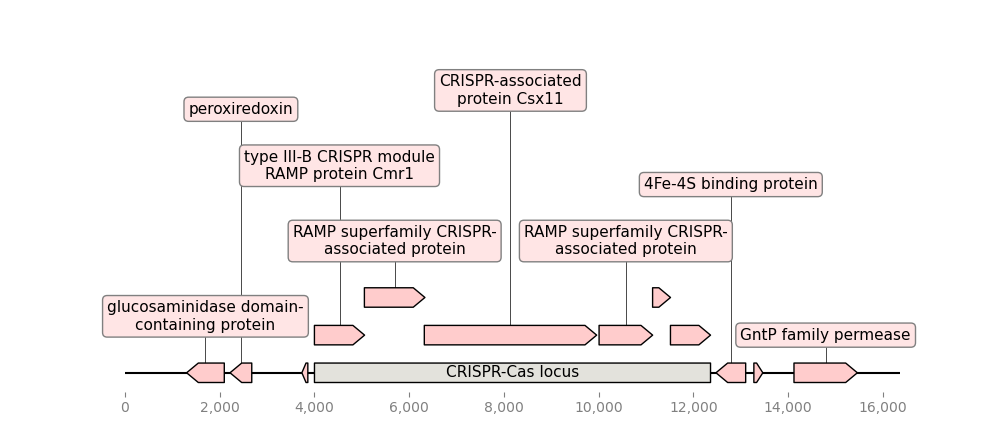 CRISPR-associated
protein Csx11
peroxiredoxin
type III-B CRISPR module
RAMP protein Cmr1
4Fe-4S binding protein
RAMP superfamily CRISPR-
associated protein
RAMP superfamily CRISPR-
associated protein
glucosaminidase domain-
containing protein
GntP family permease
CRISPR-Cas locus
0 2,000 4,000 6,000 8,000 10,000 12,000 14,000 16,000